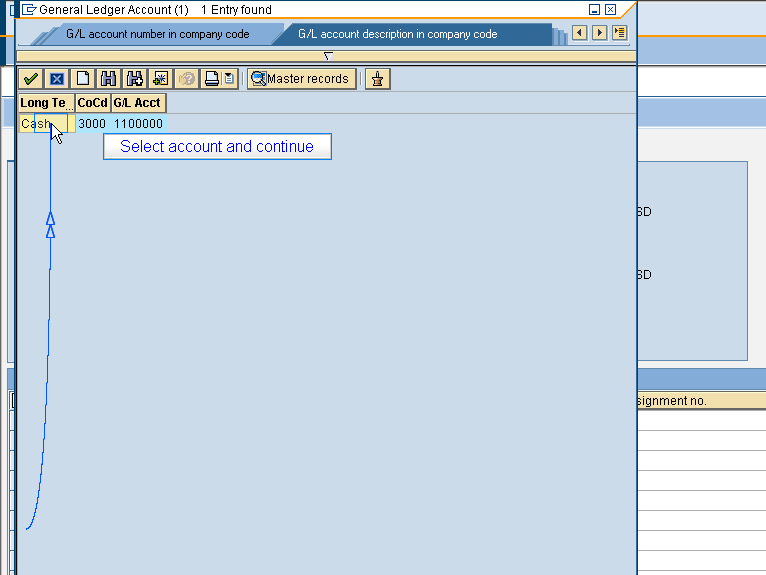 General Ledger Account (1) 1 Entry found
G/L account number in company code
G/L account description in company code
Master records
Long Te... CoCd G/L Acct
Cash 3000 1100000
Select account and continue
SD
SD
signment no.